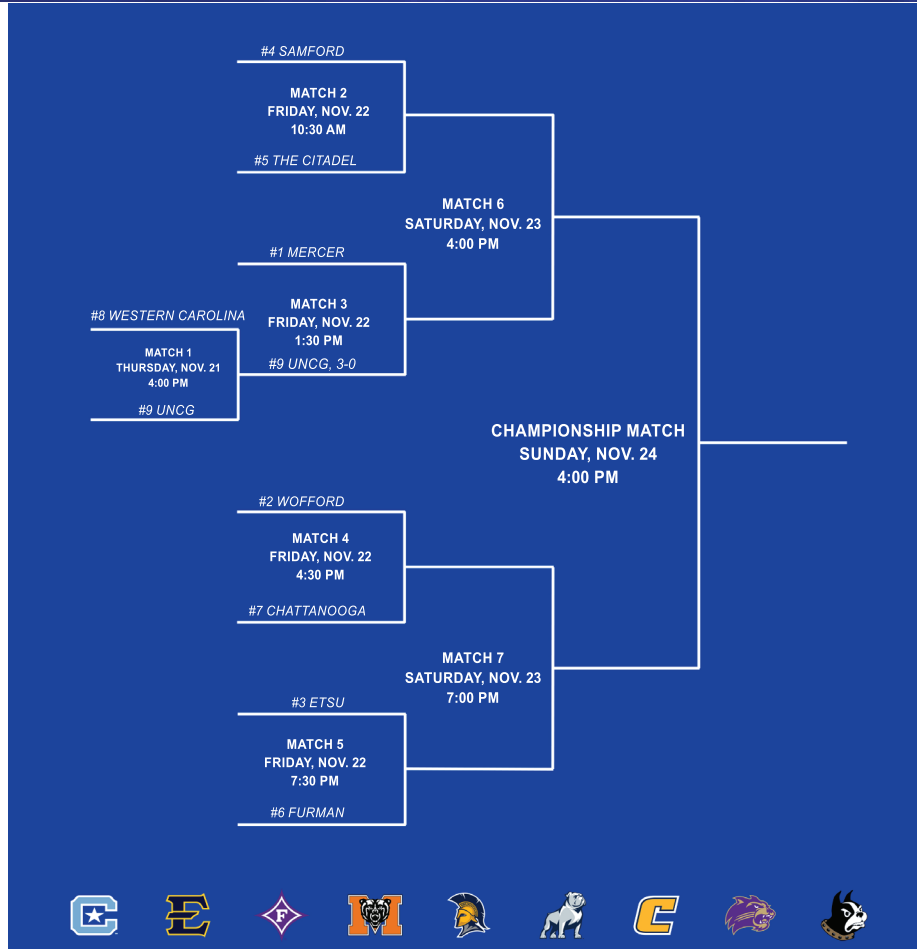 #4 SAMFORD
MATCH 2
FRIDAY, NOV. 22
10:30 AM
#5 THE CITADEL
MATCH 6
SATURDAY, NOV. 23
4:00 PM
#1 MERCER
MATCH 3
FRIDAY, NOV. 22
1:30 PM
#9 UNCG, 3-0
#8 WESTERN CAROLINA
MATCH 1
THURSDAY, NOV. 21
4:00 PM
#9 UNCG
CHAMPIONSHIP MATCH
SUNDAY, NOV. 24
4:00 PM
#2 WOFFORD
MATCH 4
FRIDAY, NOV. 22
4:30 PM
#7 CHATTANOOGA
MATCH 7
SATURDAY, NOV. 23
7:00 PM
#3 ETSU
MATCH 5
FRIDAY, NOV. 22
7:30 PM
#6 FURMAN
C
E
F
M
C